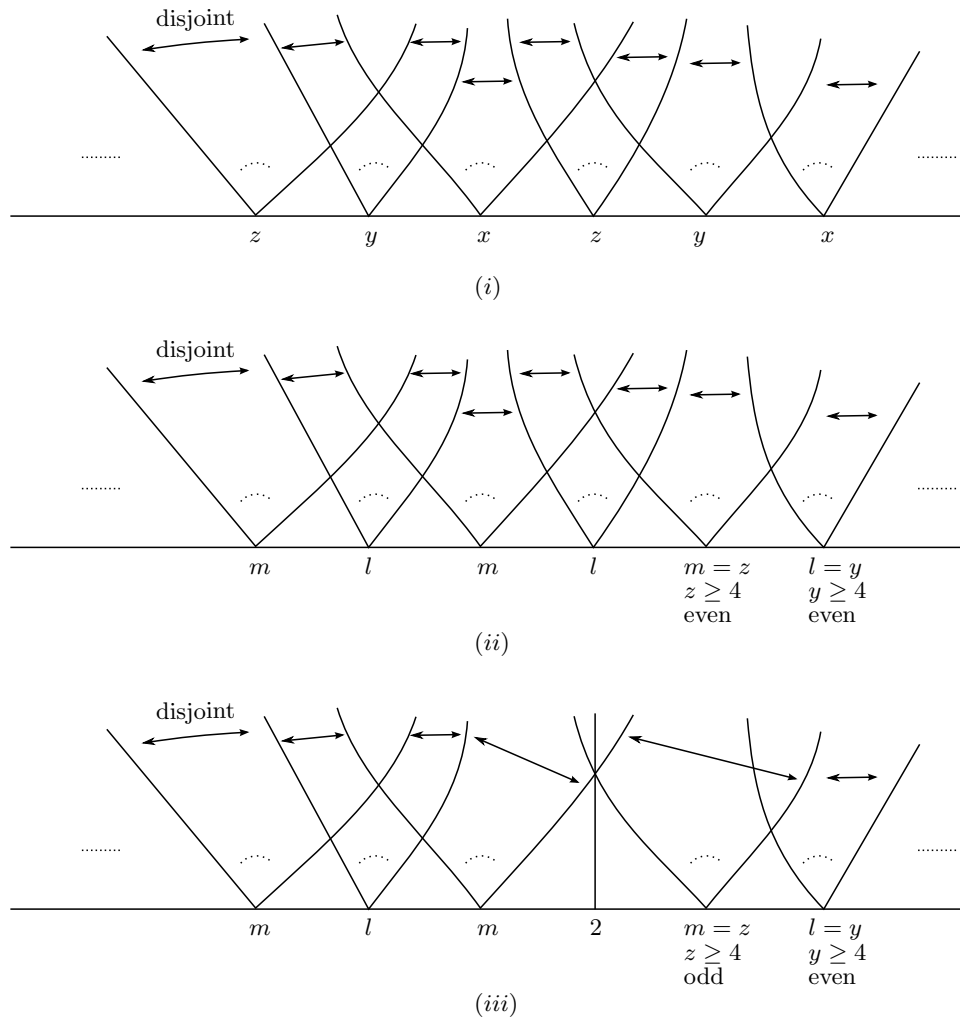 disjoint
z y x z y x
(i)
disjoint
m l m l m = z l = y
z ≥ 4 y ≥ 4
even even
(ii)
disjoint
m l m 2 m = z l = y
z ≥ 4 y ≥ 4
odd even
(iii)